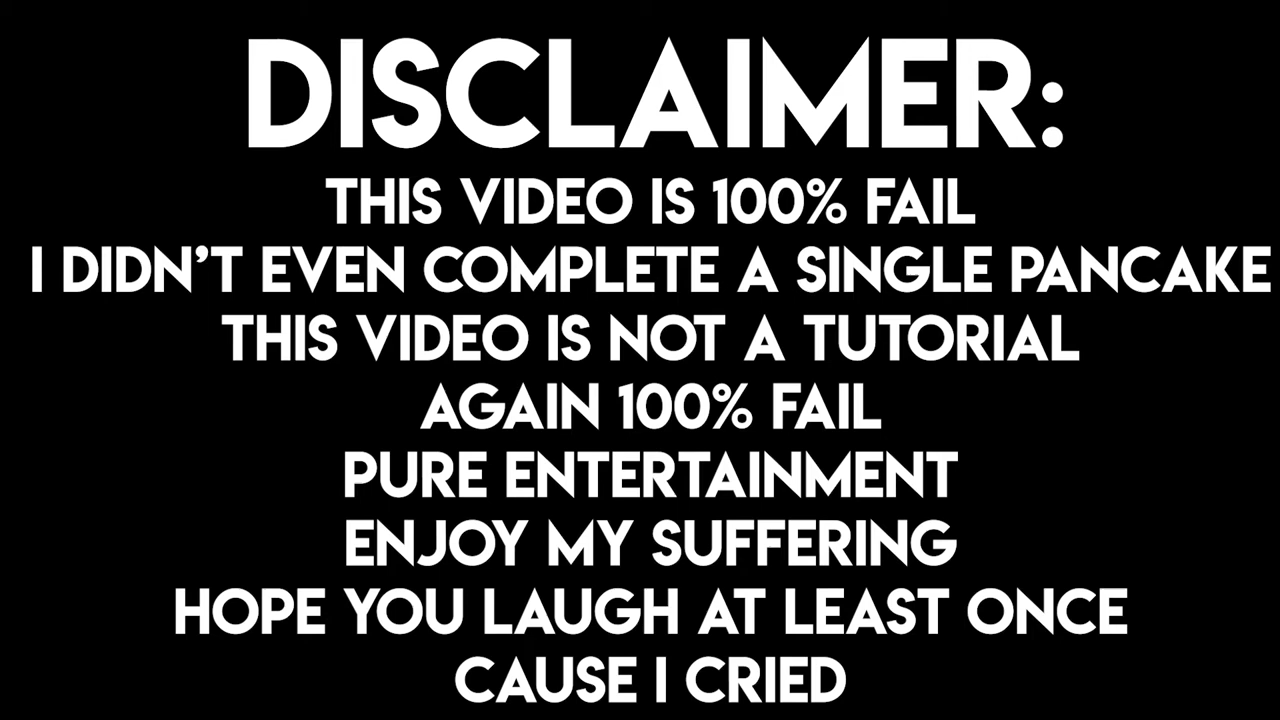 DISCLAIMER:
THIS VIDEO IS 100% FAIL
I DIDN'T EVEN COMPLETE A SINGLE PANCAKE
THIS VIDEO IS NOT A TUTORIAL
AGAIN 100% FAIL
PURE ENTERTAINMENT
ENJOY MY SUFFERING
HOPE YOU LAUGH AT LEAST ONCE
CAUSE I CRIED